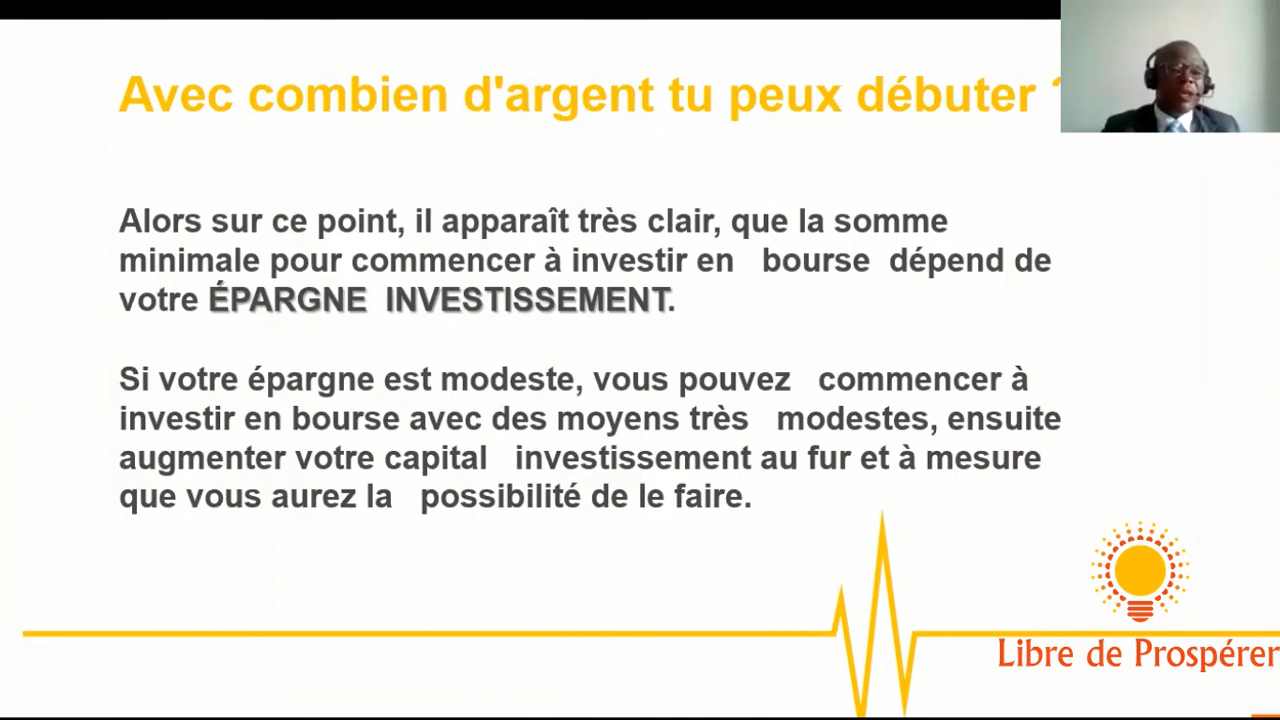 Avec combien d'argent tu peux débuter ?
Alors sur ce point, il apparaît très clair, que la somme
minimale pour commencer à investir en bourse dépend de
votre ÉPARGNE INVESTISSEMENT.
Si votre épargne est modeste, vous pouvez commencer à
investir en bourse avec des moyens très modestes, ensuite
augmenter votre capital investissement au fur et à mesure
que vous aurez la possibilité de le faire.
Libre de Prospérer